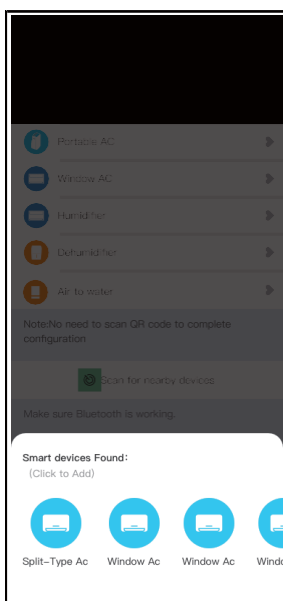 Portable AC
Window AC
Humidifier
Dehumidifier
Air to water
Note:No need to scan QR code to complete
configuration
Scan for nearby devices
Make sure Bluetooth is working.
Smart devices Found:
(Click to Add)
Split-Type Ac Window Ac Window Ac Windo